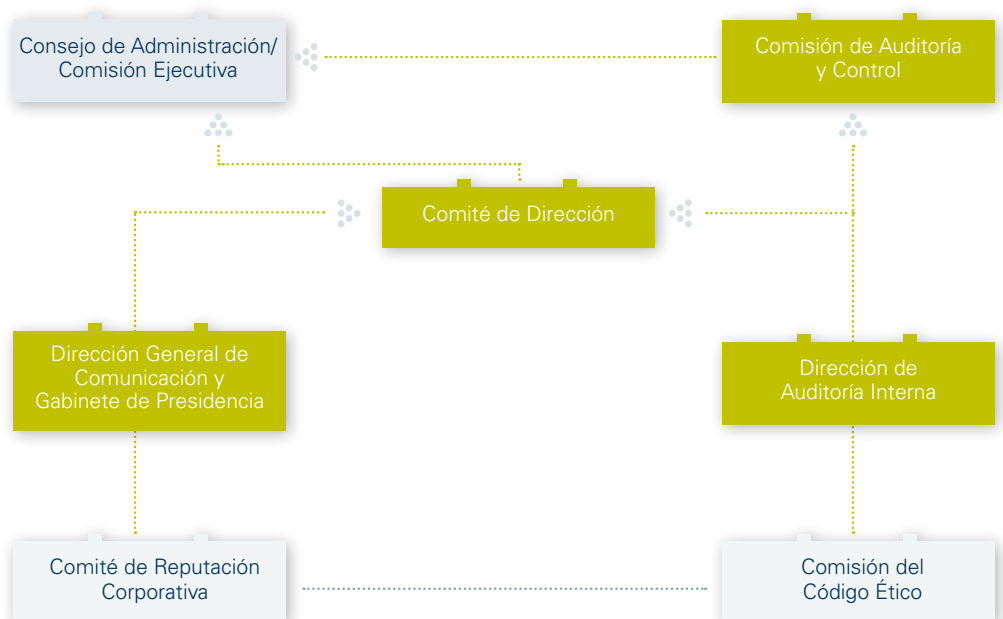 Consejo de Administración/
Comisión Ejecutiva
Comisión de Auditoría
y Control
Comité de Dirección
Dirección General de
Comunicación y
Gabinete de Presidencia
Dirección de
Auditoría Interna
Comité de Reputación
Corporativa
Comisión del
Código Ético